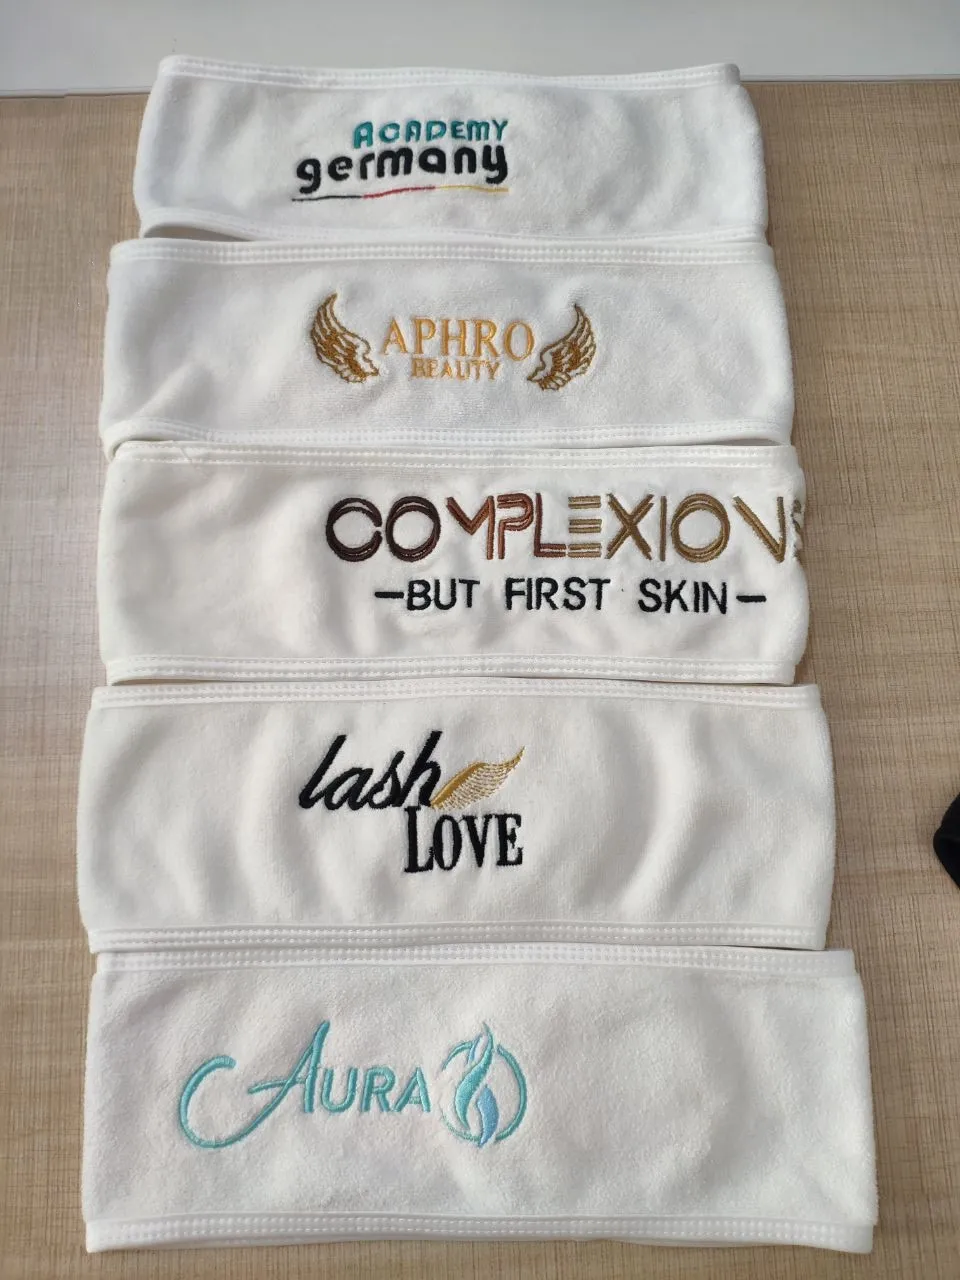 ACADEMY
germany
APHRO
BEAUTY
COMPLEXIONS
—BUT FIRST SKIN—
lash
LOVE
AURA